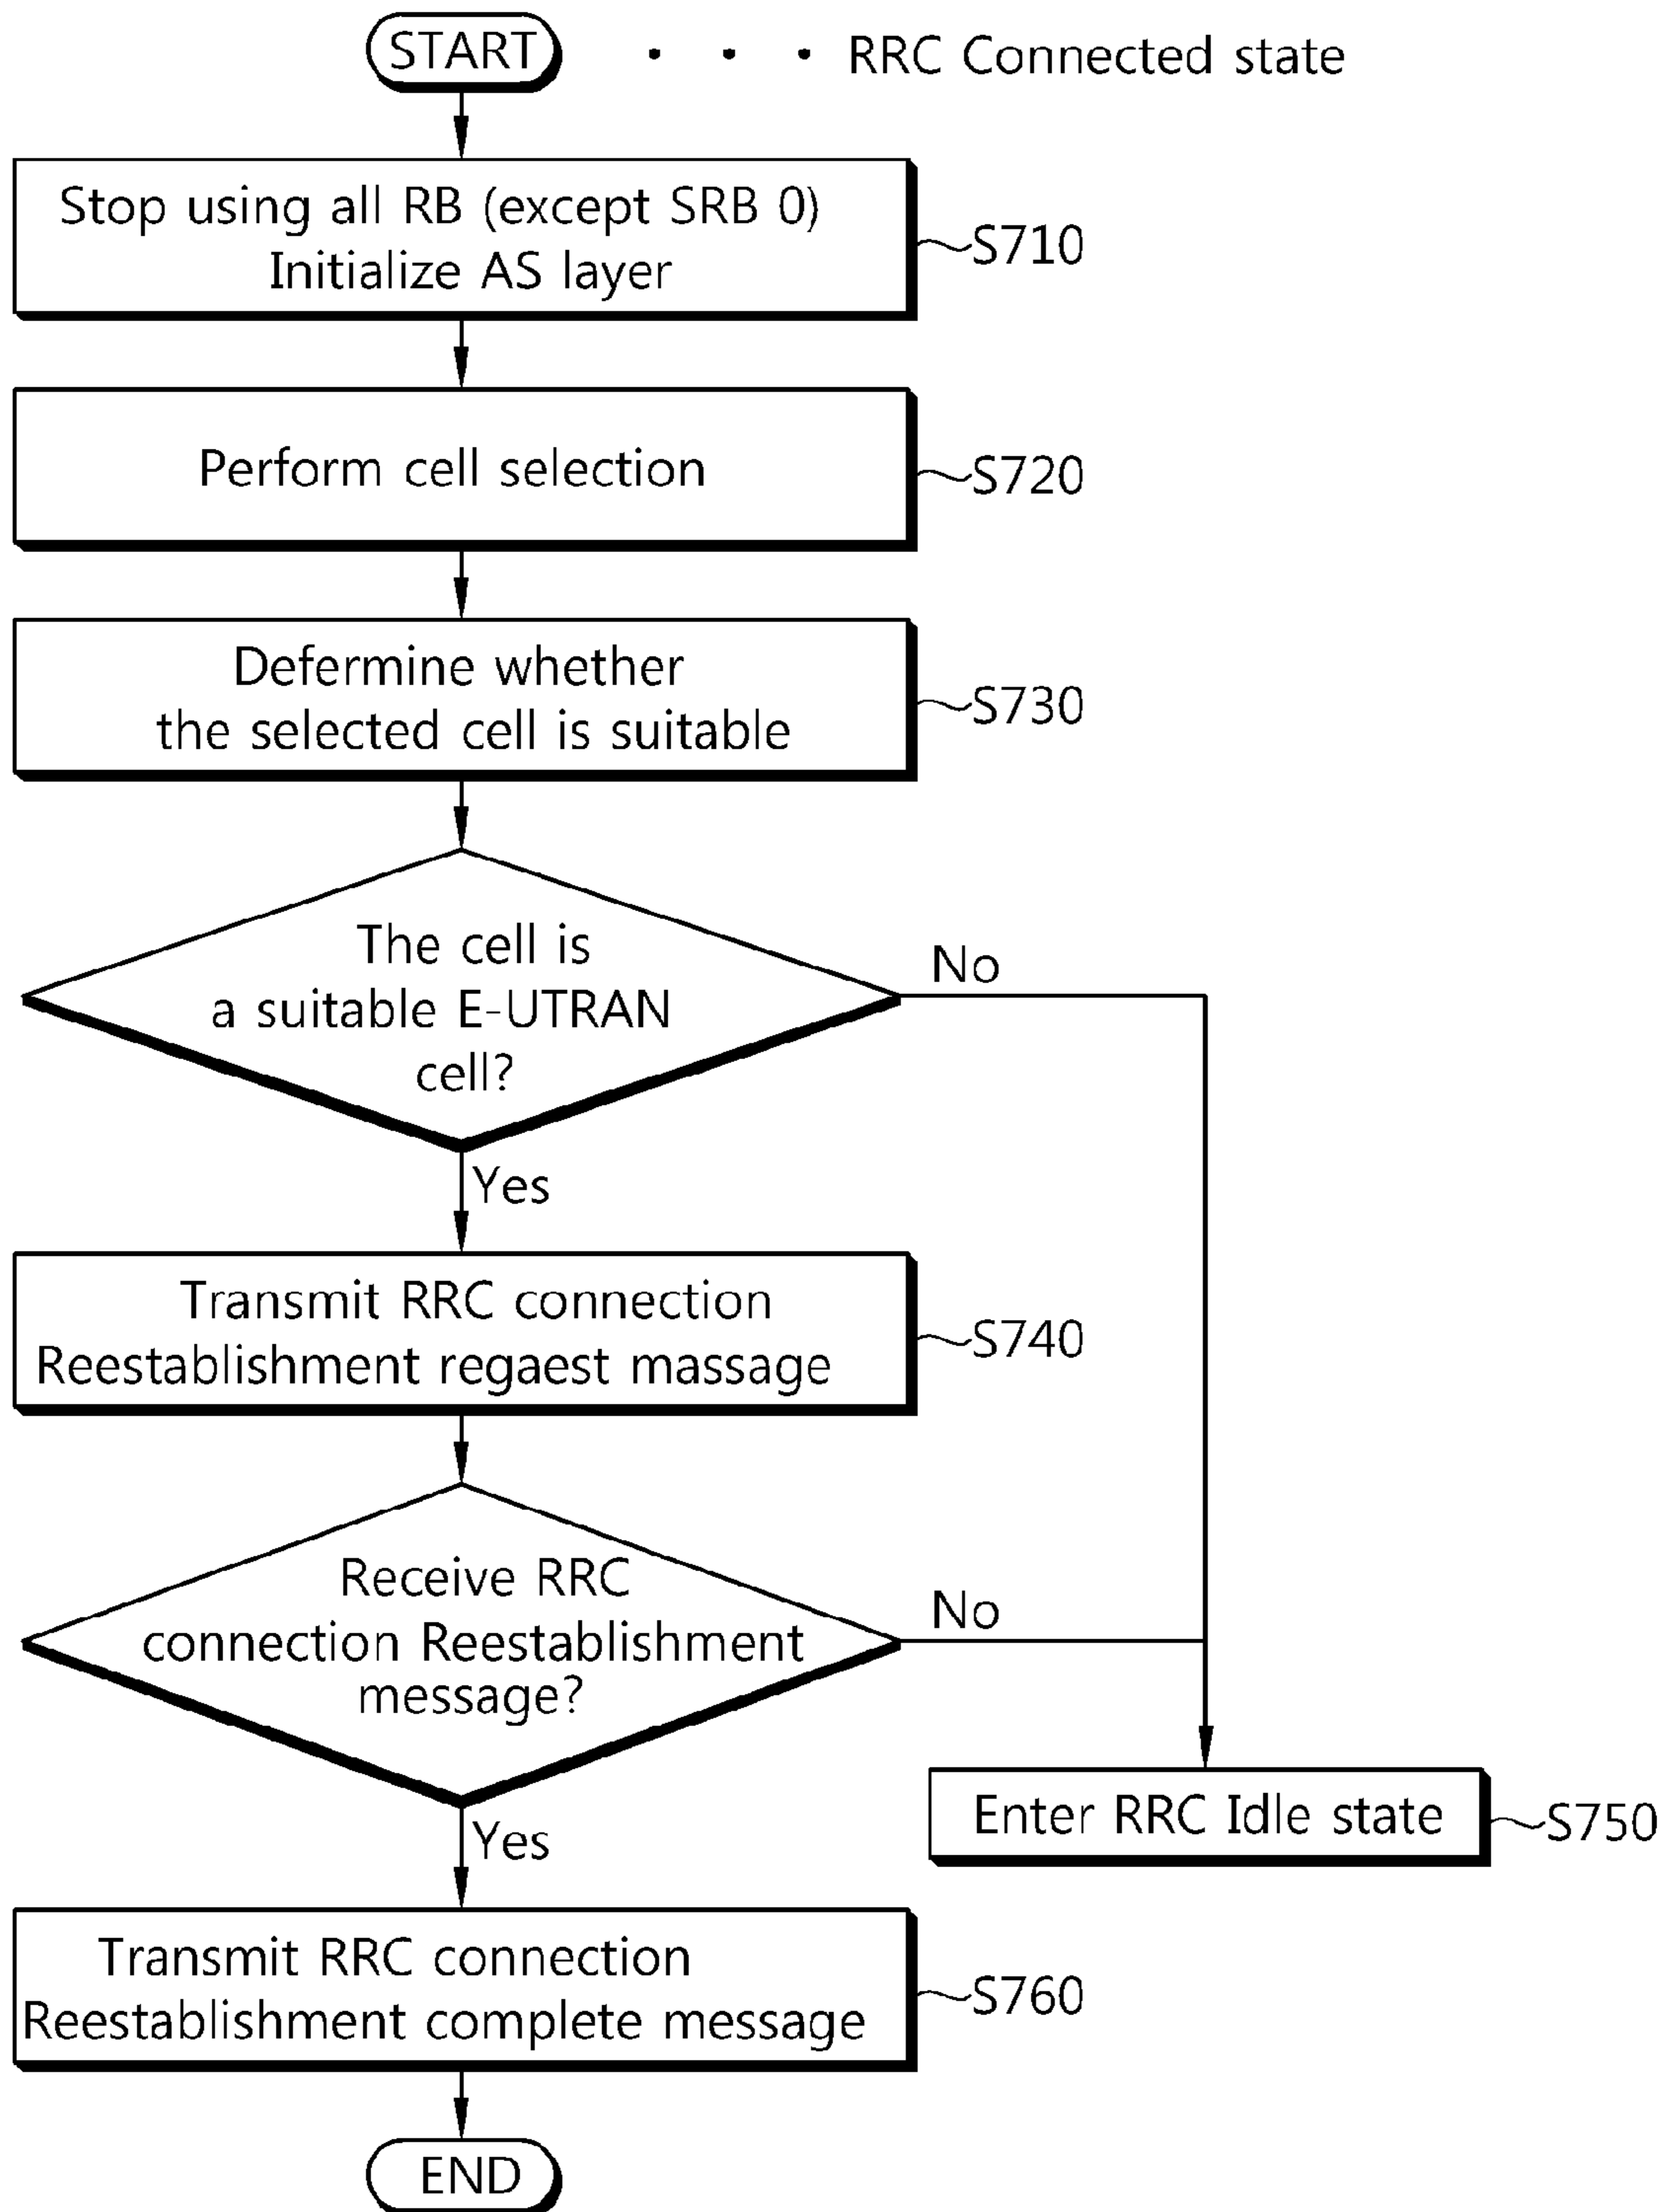 START · · · RRC Connected state
Stop using all RB (except SRB 0)
Initialize AS layer
S710
Perform cell selection
S720
Defermine whether
the selected cell is suitable
S730
The cell is
a suitable E-UTRAN
cell?
No
Yes
Transmit RRC connection
Reestablishment regaest massage
S740
Receive RRC
connection Reestablishment
message?
No
Yes
Enter RRC Idle state
S750
Transmit RRC connection
Reestablishment complete message
S760
END